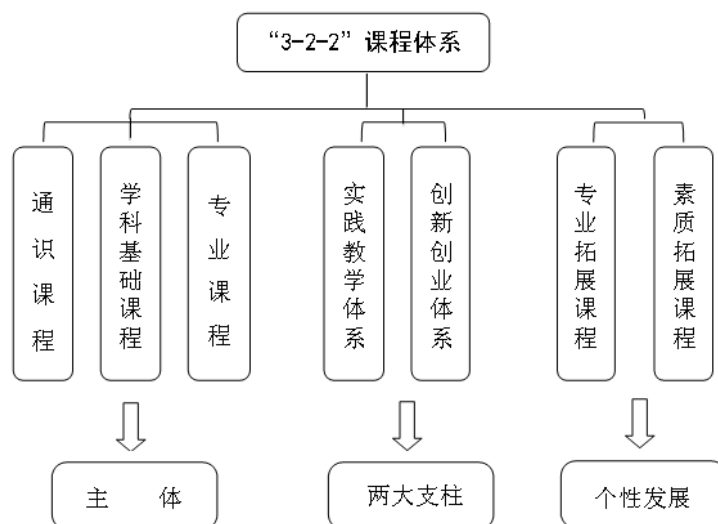 “3-2-2”课程体系
通识课程
学科基础课程
专业课程
实践教学体系
创新创业体系
专业拓展课程
素质拓展课程
主 体
两大支柱
个性发展